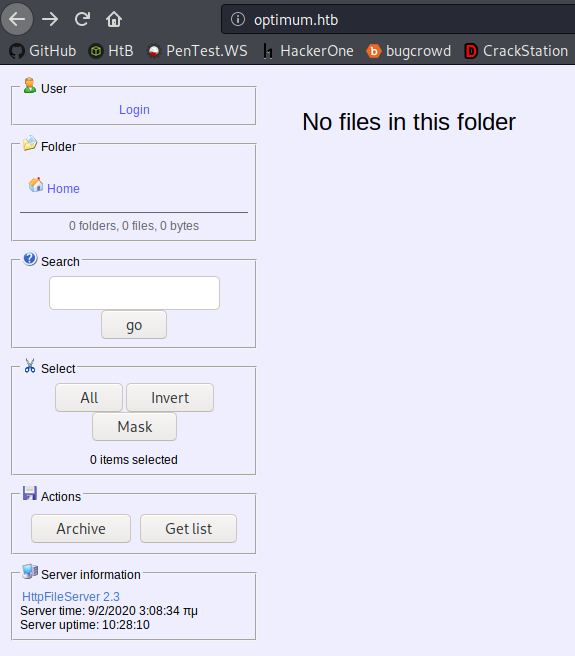 optimum.htb
GitHub HtB PenTest.WS HackerOne bugcrowd CrackStation
User
Login
Folder
Home
0 folders, 0 files, 0 bytes
Search
go
Select
All Invert
Mask
0 items selected
Actions
Archive Get list
Server information
HttpFileServer 2.3
Server time: 9/2/2020 3:08:34 πμ
Server uptime: 10:28:10
No files in this folder